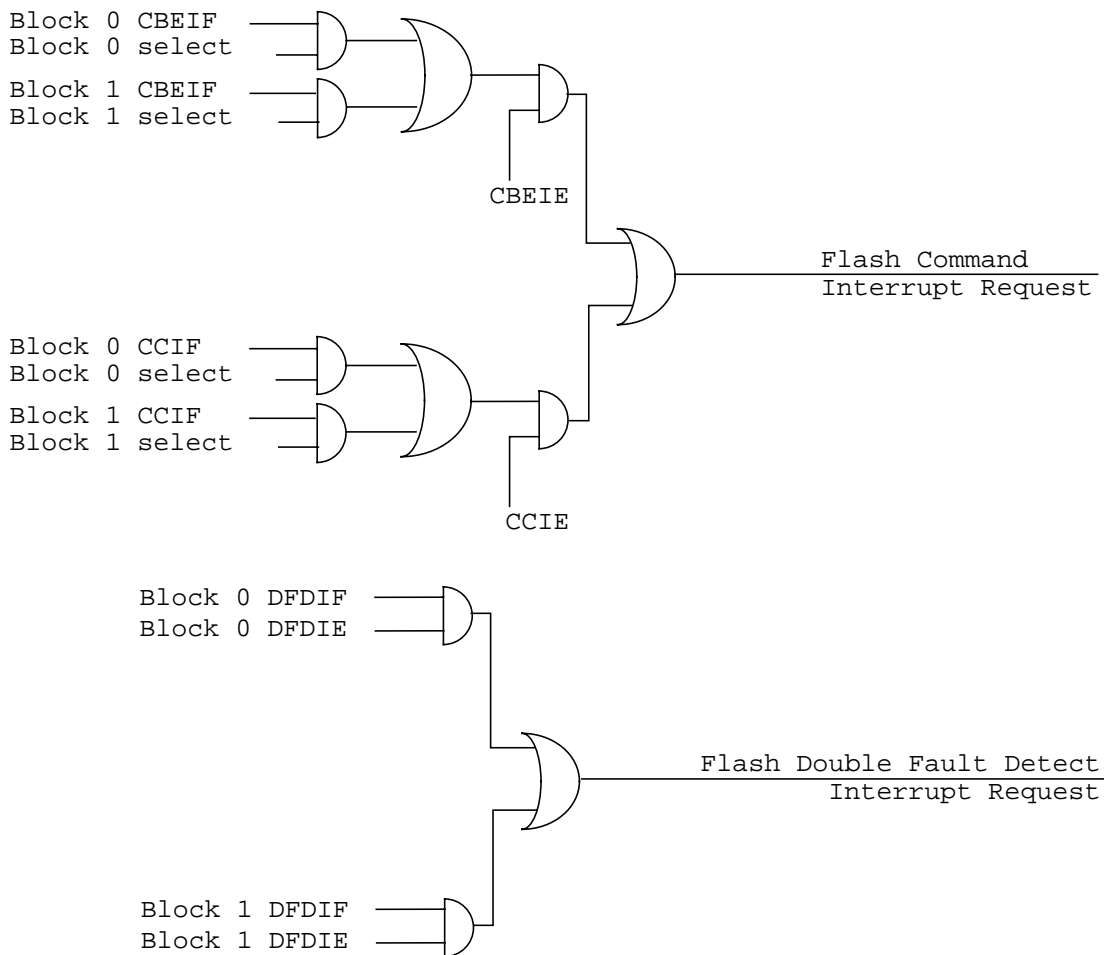 Block 0 CBEIF
Block 0 select
Block 1 CBEIF
Block 1 select
CBEIE
Flash Command
Interrupt Request
Block 0 CCIF
Block 0 select
Block 1 CCIF
Block 1 select
CCIE
Block 0 DFDIF
Block 0 DFDIE
Flash Double Fault Detect
Interrupt Request
Block 1 DFDIF
Block 1 DFDIE